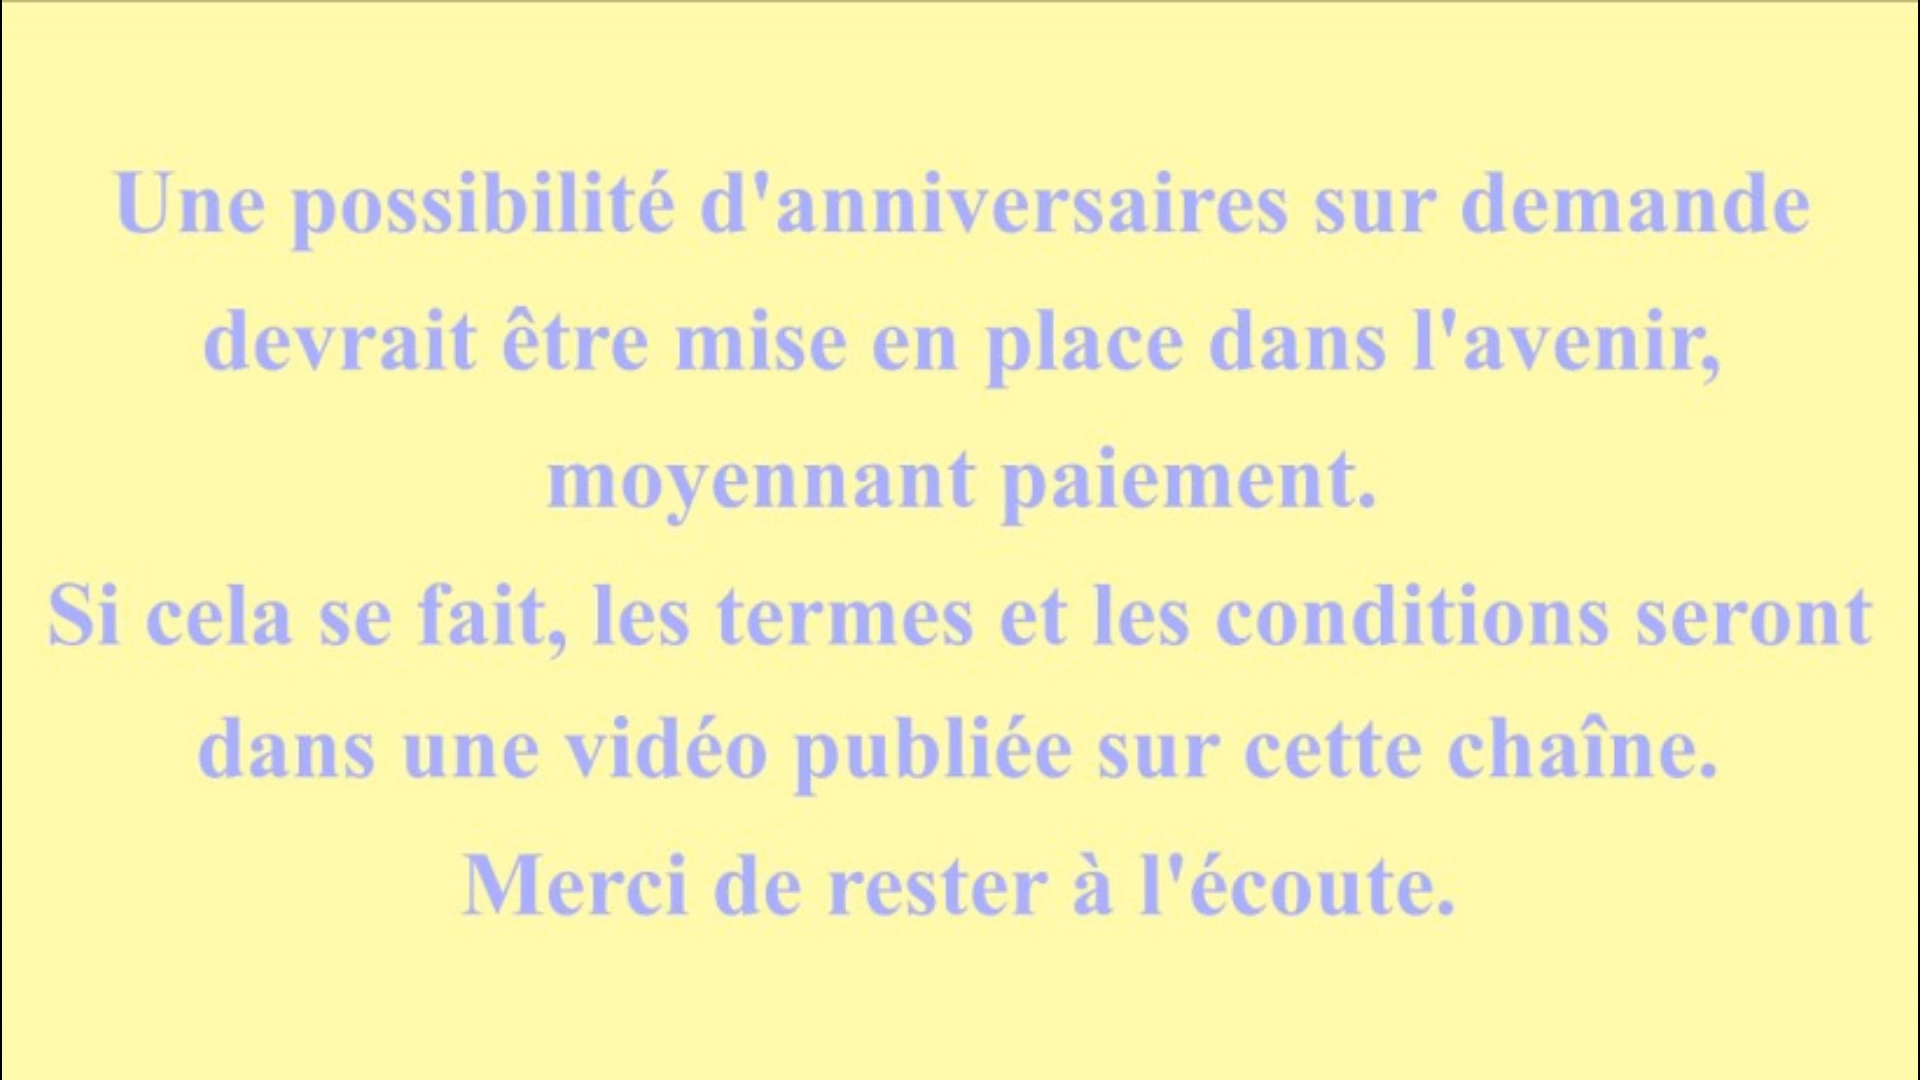 Une possibilité d'anniversaires sur demande
devrait être mise en place dans l'avenir,
moyennant paiement.
Si cela se fait, les termes et les conditions seront
dans une vidéo publiée sur cette chaîne.
Merci de rester à l'écoute.